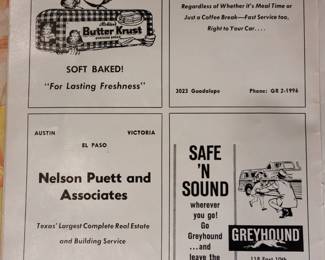 Butter Krust
SOFT BAKED!
"For Lasting Freshness"
Regardless of Whether it's Meal Time or
Just a Coffee Break—Fast Service too,
Right to Your Car....
3023 Guadalupe
Phone: GR 2-1996
AUSTIN
VICTORIA
EL PASO
Nelson Puett and
Associates
Texas' Largest Complete Real Estate
and Building Service
SAFE
'N
SOUND
wherever
you go!
Go
Greyhound
...and
leave the
GREYHOUND
118 East 10th